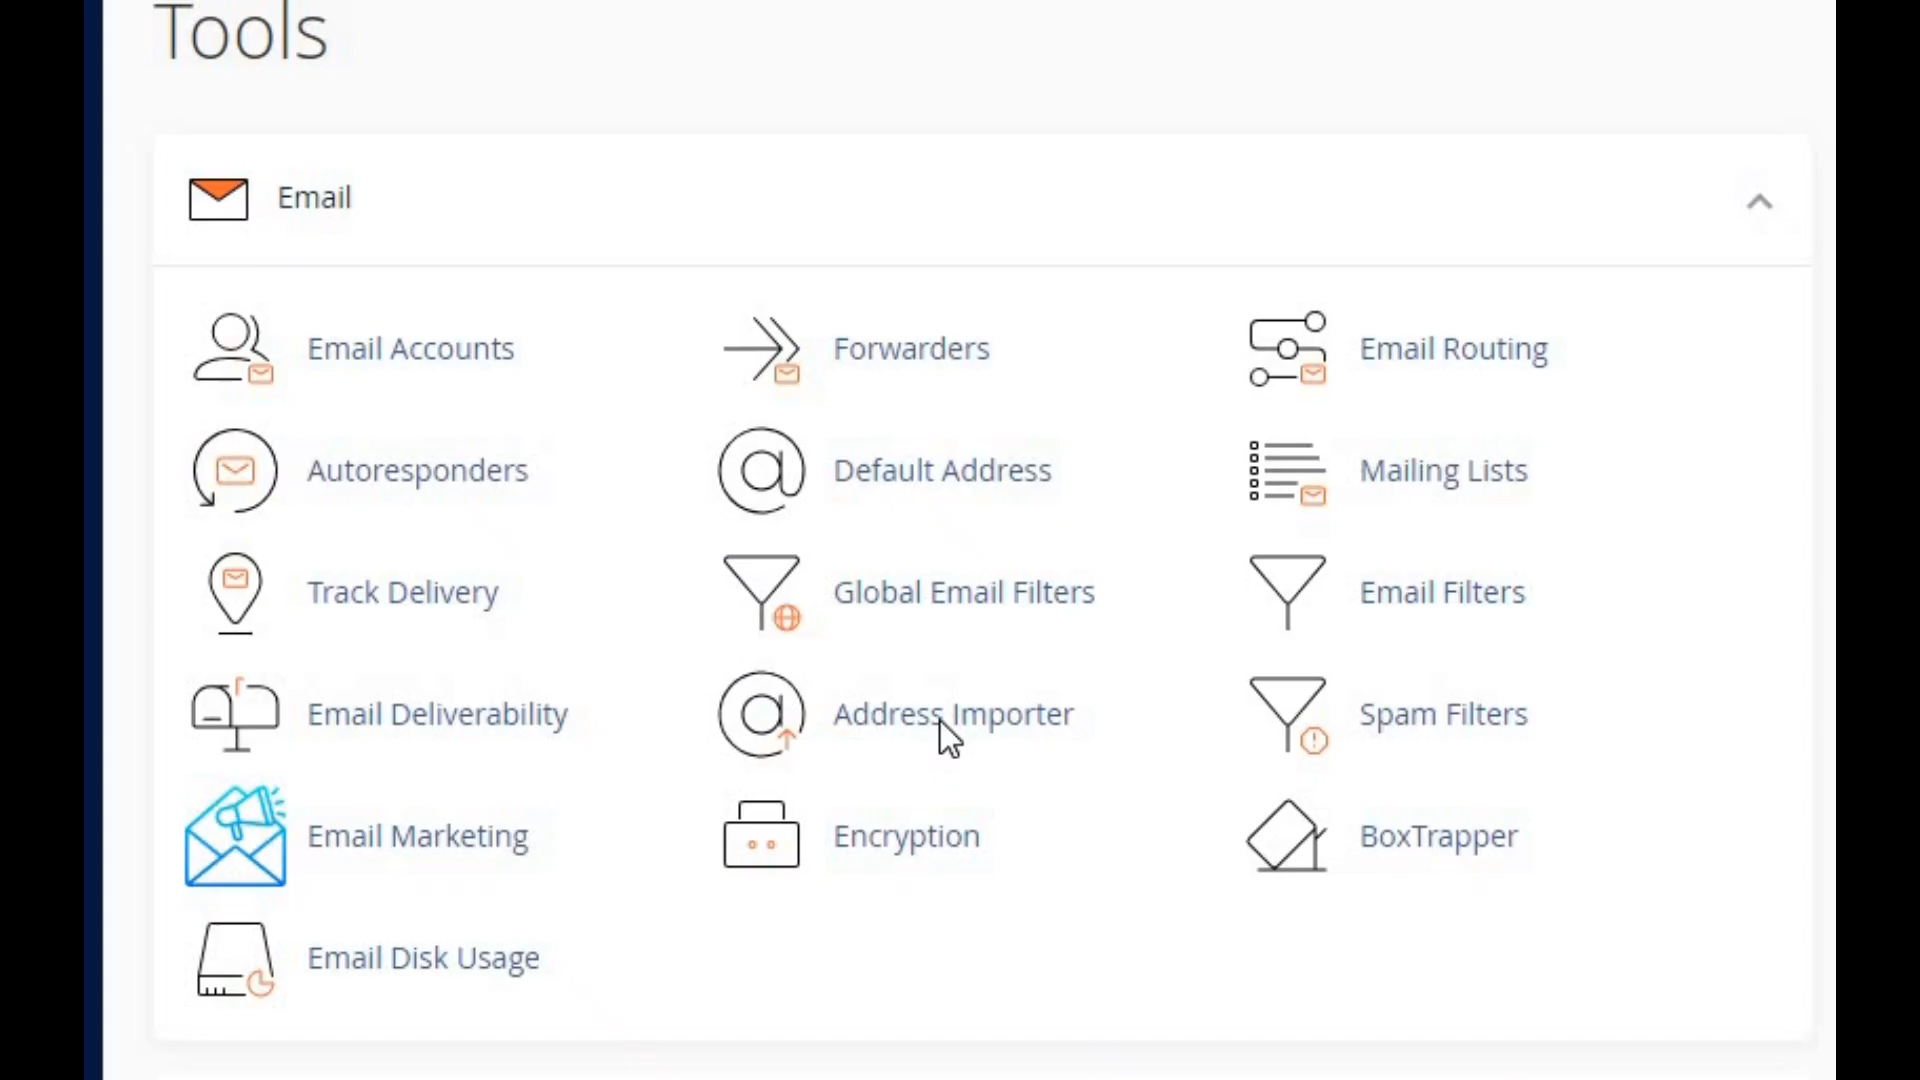 Tools
Email
Email Accounts
Forwarders
Email Routing
Autoresponders
Default Address
Mailing Lists
Track Delivery
Global Email Filters
Email Filters
Email Deliverability
Address Importer
Spam Filters
Email Marketing
Encryption
BoxTrapper
Email Disk Usage